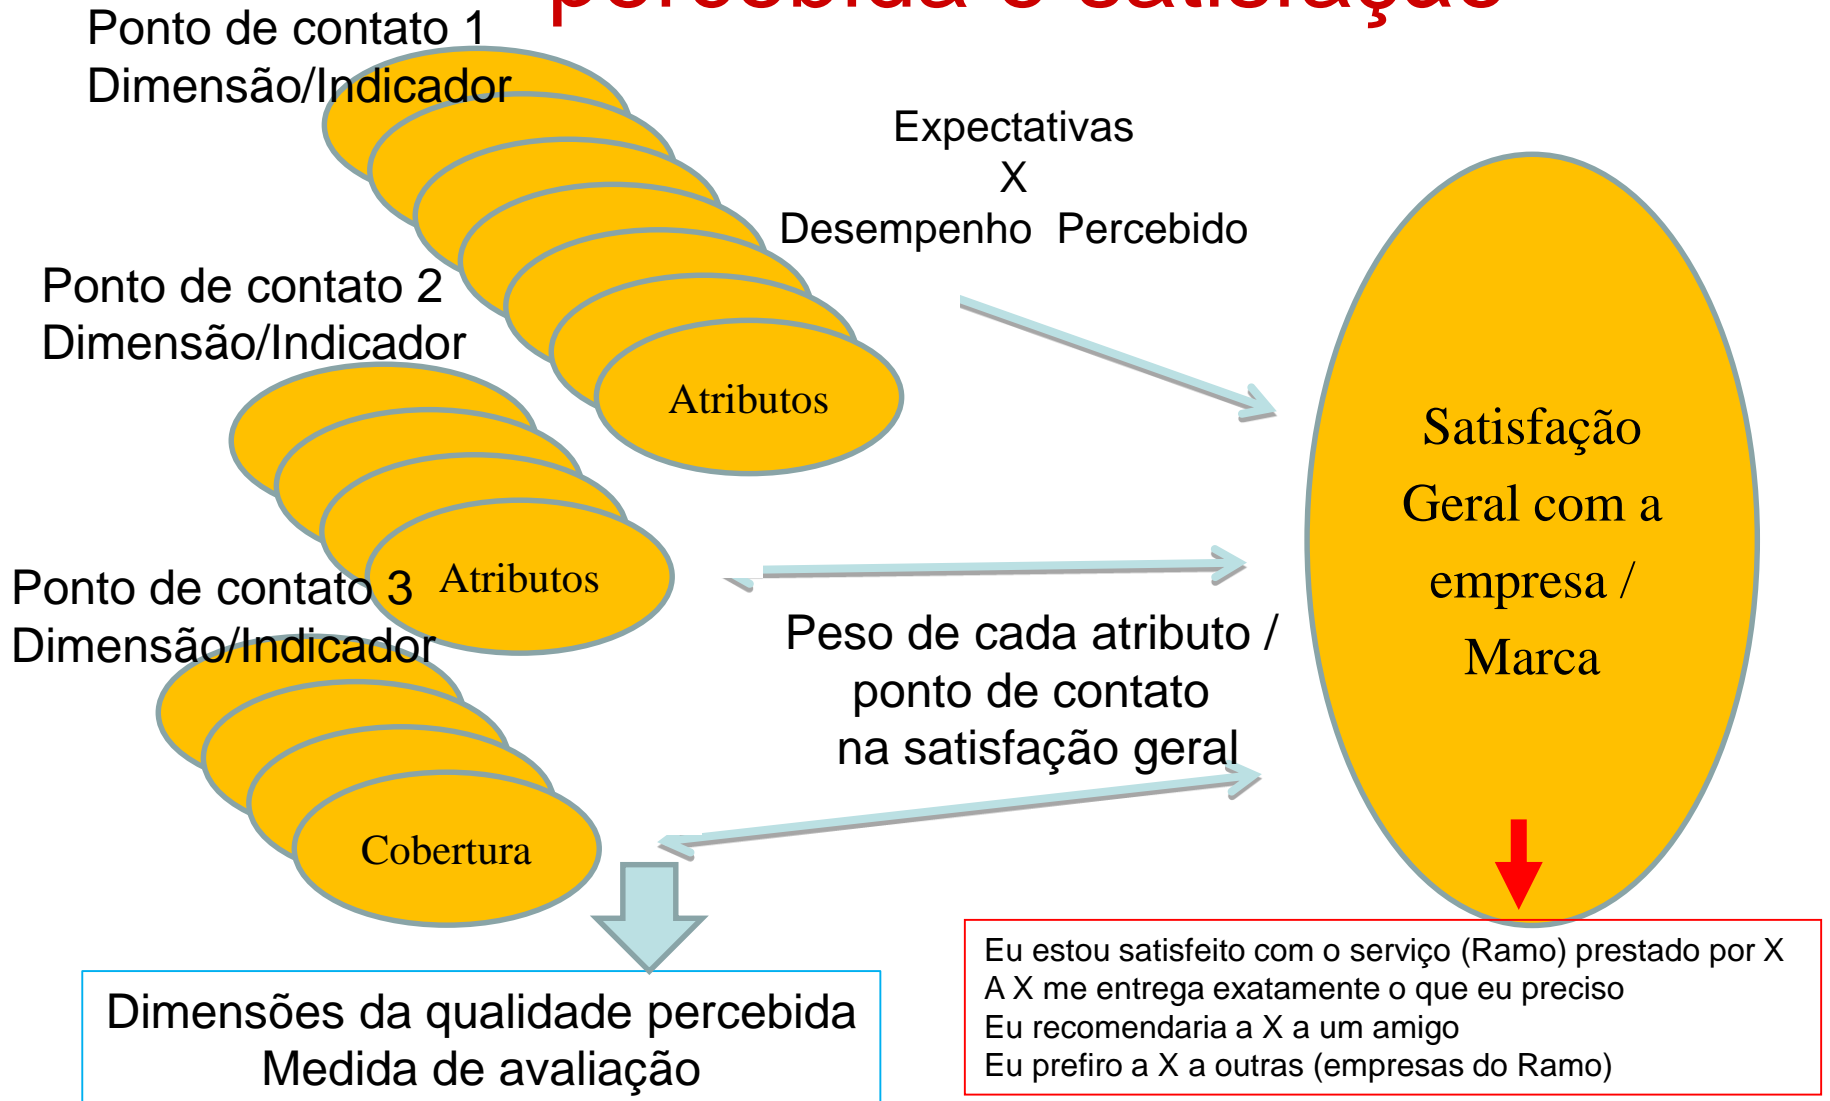 percebida e satisfação
Ponto de contato 1
Dimensão/Indicador
Expectativas
X
Desempenho Percebido
Ponto de contato 2
Dimensão/Indicador
Atributos
Ponto de contato 3
Dimensão/Indicador
Atributos
Cobertura
Peso de cada atributo /
ponto de contato
na satisfação geral
Satisfação
Geral com a
empresa /
Marca
Dimensões da qualidade percebida
Medida de avaliação
Eu estou satisfeito com o serviço (Ramo) prestado por X
A X me entrega exatamente o que eu preciso
Eu recomendaria a X a um amigo
Eu prefiro a X a outras (empresas do Ramo)